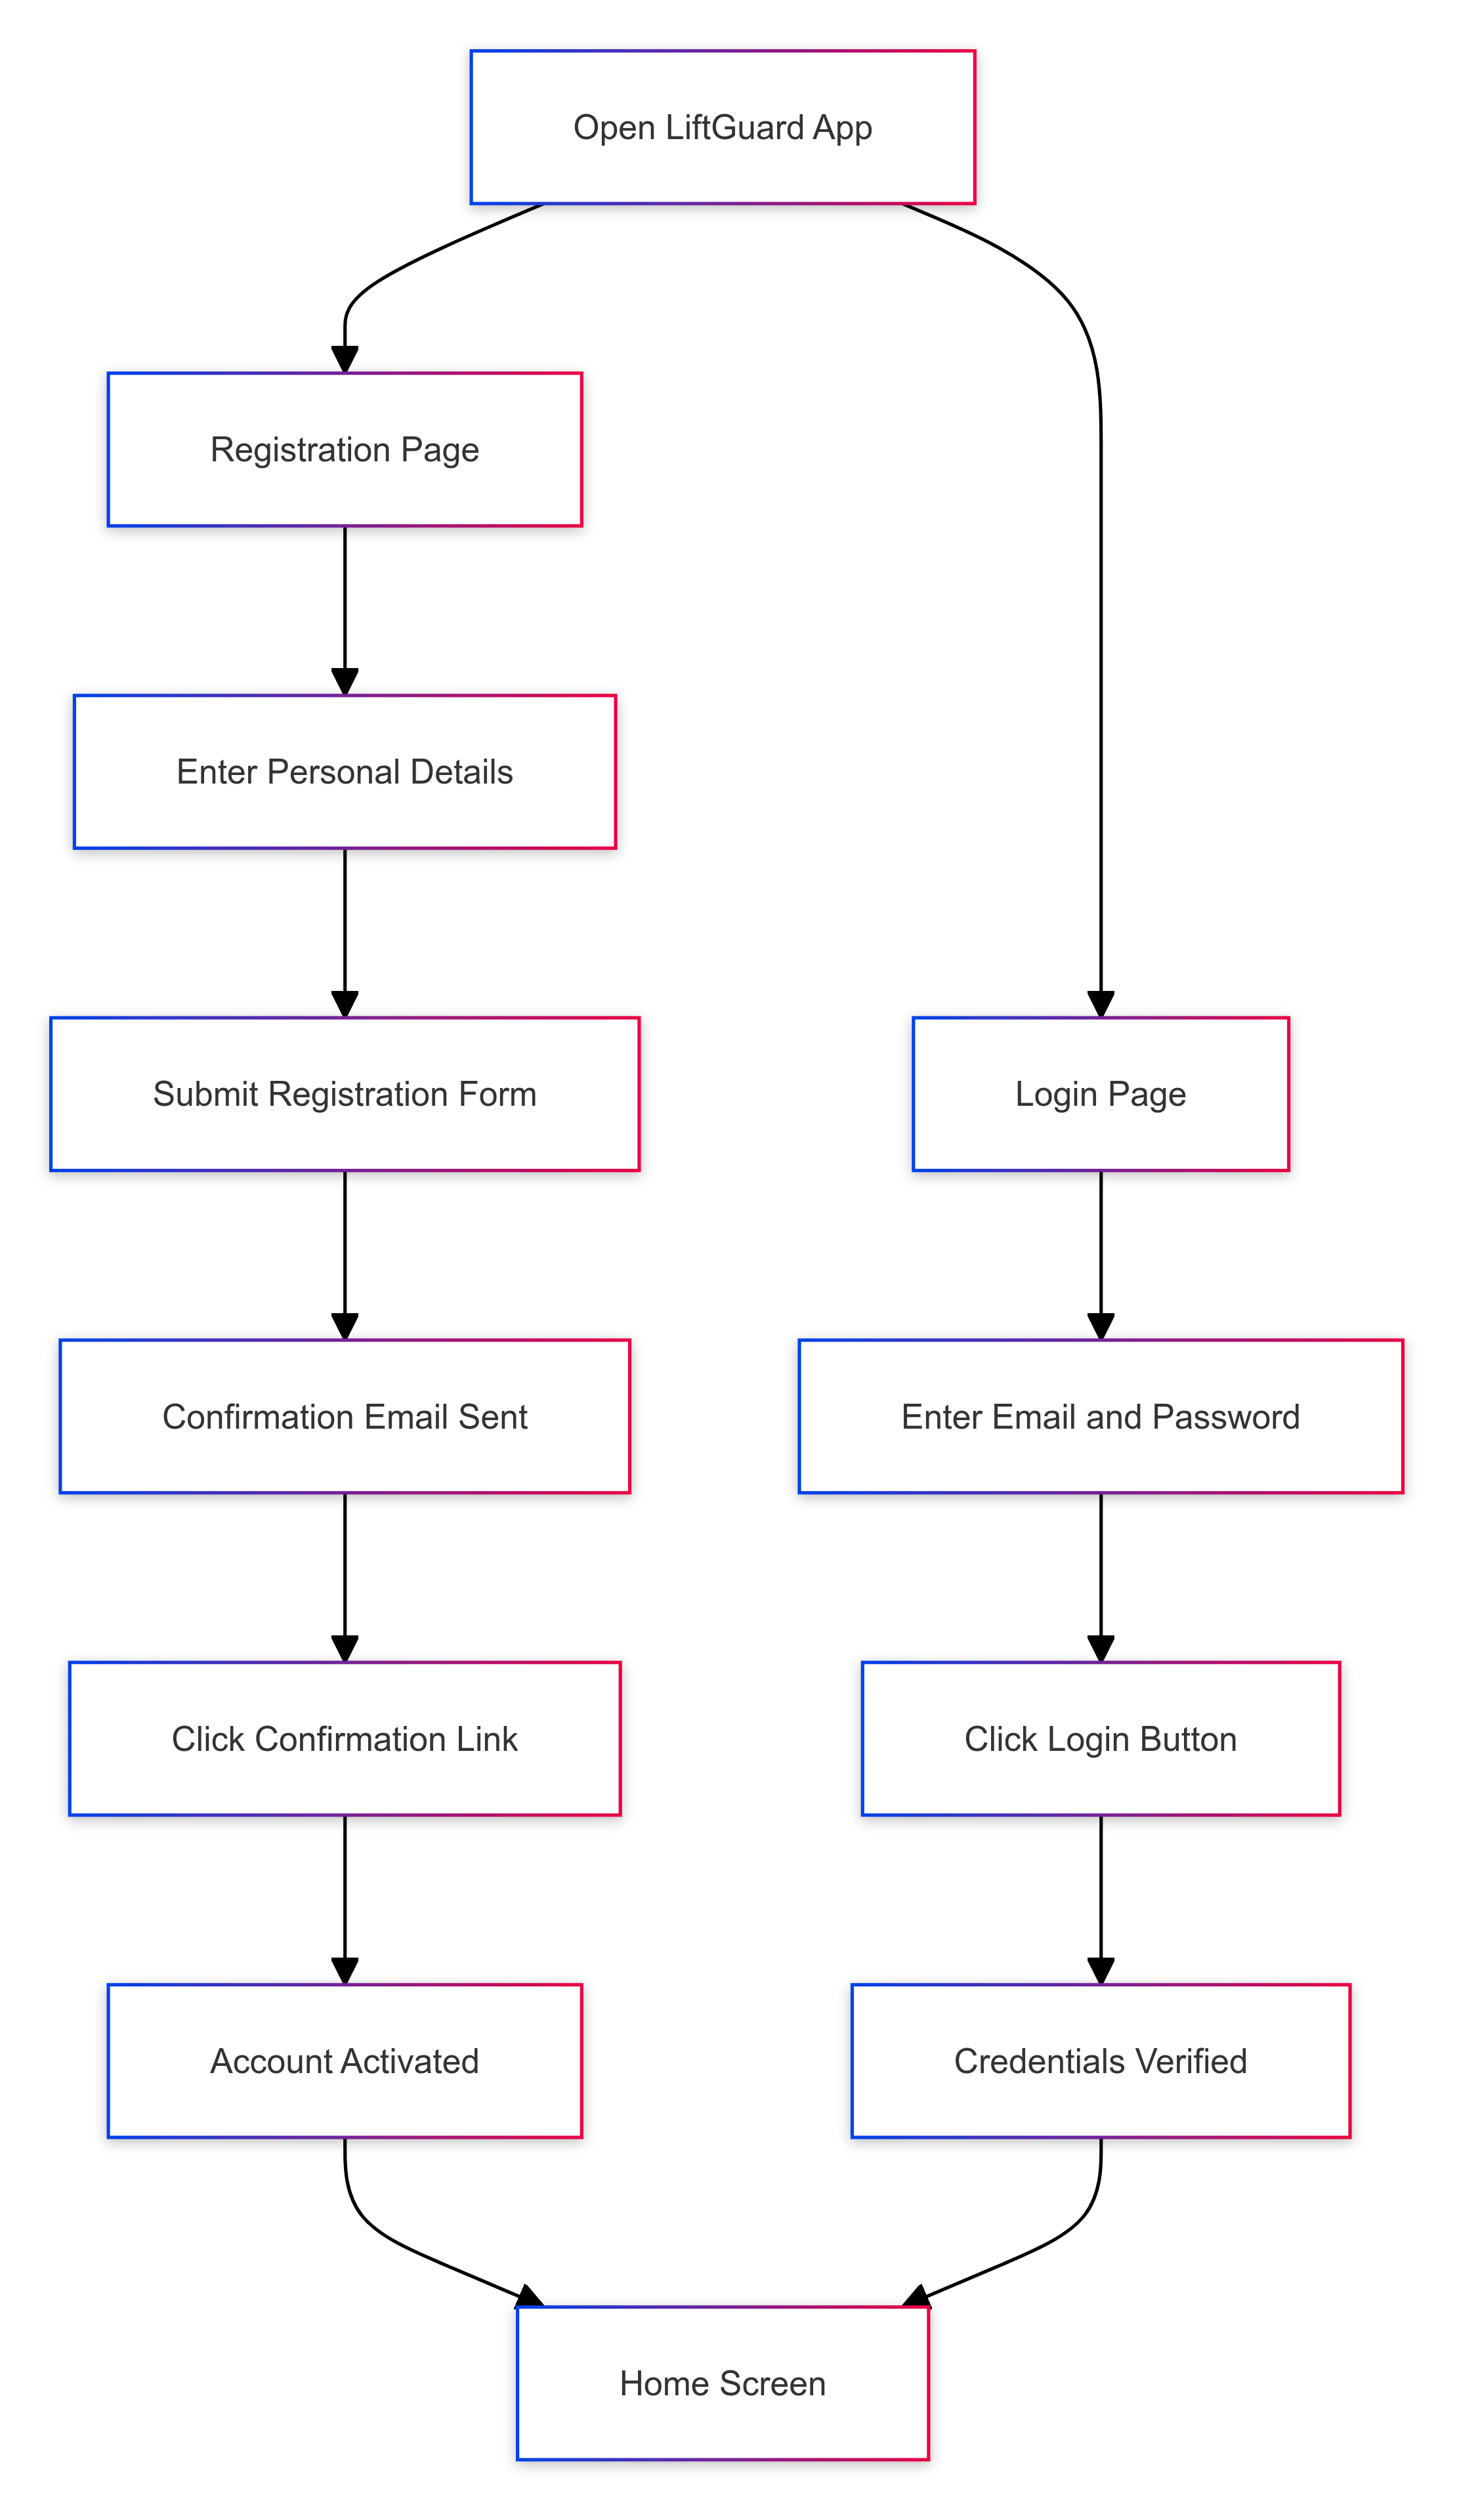 Open LiftGuard App
Registration Page
Enter Personal Details
Submit Registration Form
Login Page
Confirmation Email Sent
Enter Email and Password
Click Confirmation Link
Click Login Button
Account Activated
Credentials Verified
Home Screen